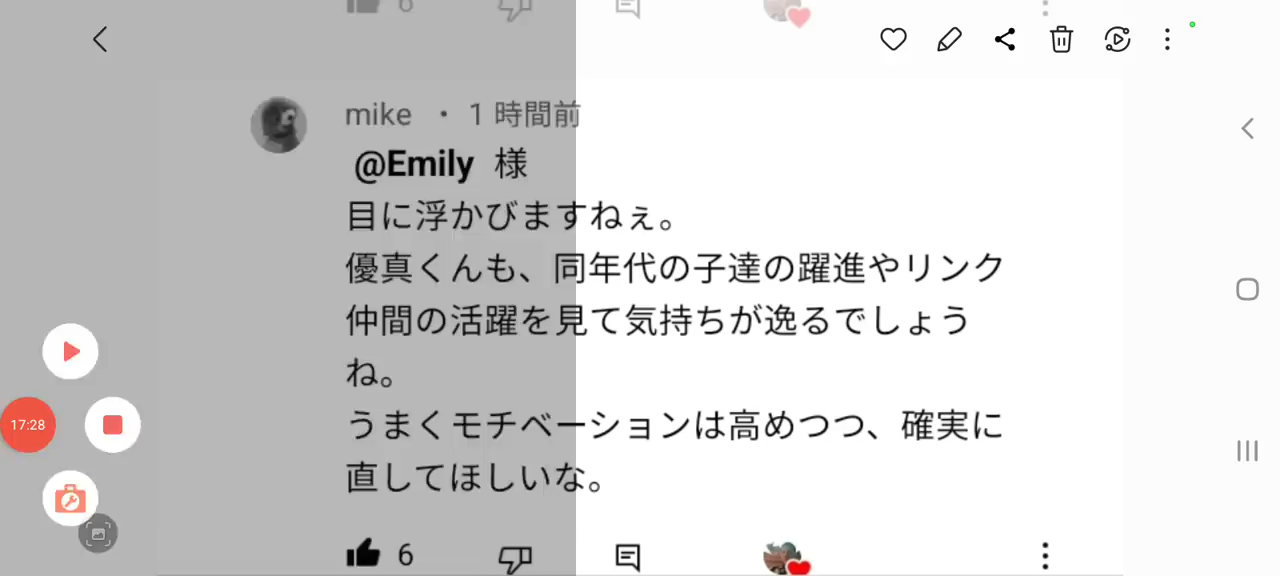 6
mike ・ 1 時間前
@Emily 様
目に浮かびますねぇ。
優真くんも、同年代の子達の躍進やリンク
仲間の活躍を見て気持ちが逸るでしょう
ね。
17:28
うまくモチベーションは高めつつ、確実に
直してほしいな。
6